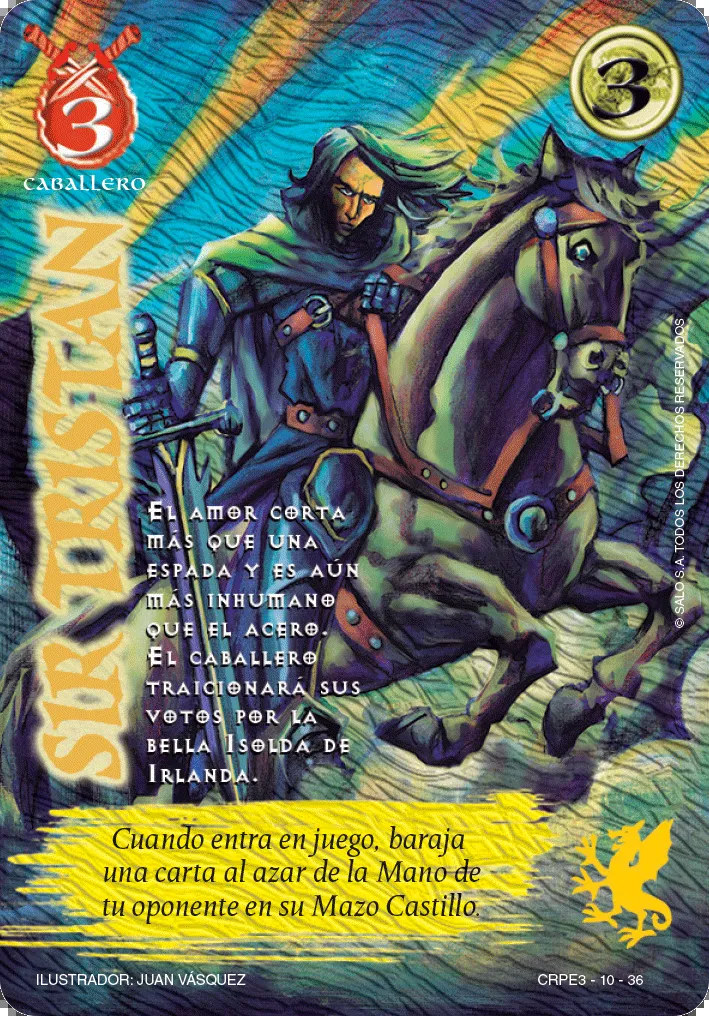 3
3
CABALLERO
SIR TRISTAN
El amor corta
más que una
espada y es aún
más inhumano
que el acero.
El caballero
traicionará sus
votos por la
bella Isolda de
Irlanda.
© SALO S.A. TODOS LOS DERECHOS RESERVADOS
Cuando entra en juego, baraja
una carta al azar de la Mano de
tu oponente en su Mazo Castillo.
ILUSTRADOR: JUAN VÁSQUEZ
CRPE3 - 10 - 36